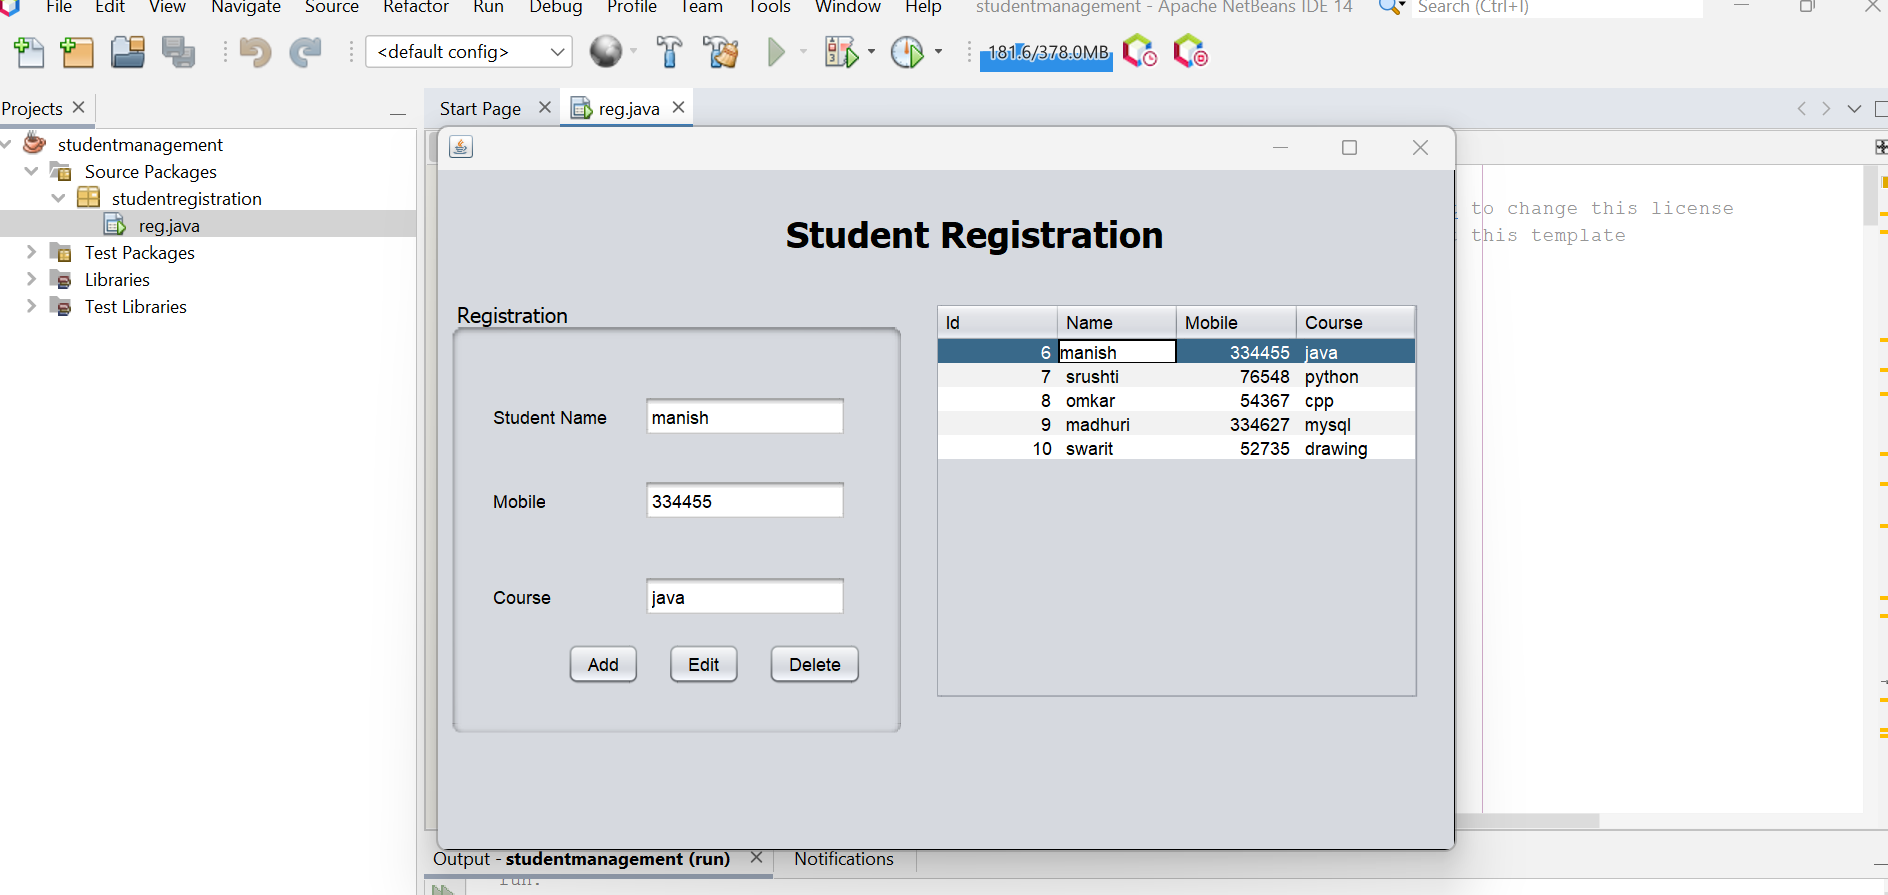 File Edit View Navigate Source Refactor Run Debug Profile Team Tools Window Help studentmanagement - Apache NetBeans IDE 14 Search (Ctrl+I)
<default config> 181.6/378.0MB
Projects Start Page reg.java
studentmanagement
Source Packages
studentregistration
reg.java
Test Packages
Libraries
Test Libraries
to change this license
this template
Student Registration
Registration
Student Name manish
Mobile 334455
Course java
Add Edit Delete
Id Name Mobile Course
6 manish 334455 java
7 srushti 76548 python
8 omkar 54367 cpp
9 madhuri 334627 mysql
10 swarit 52735 drawing
Output - studentmanagement (run) Notifications
run: